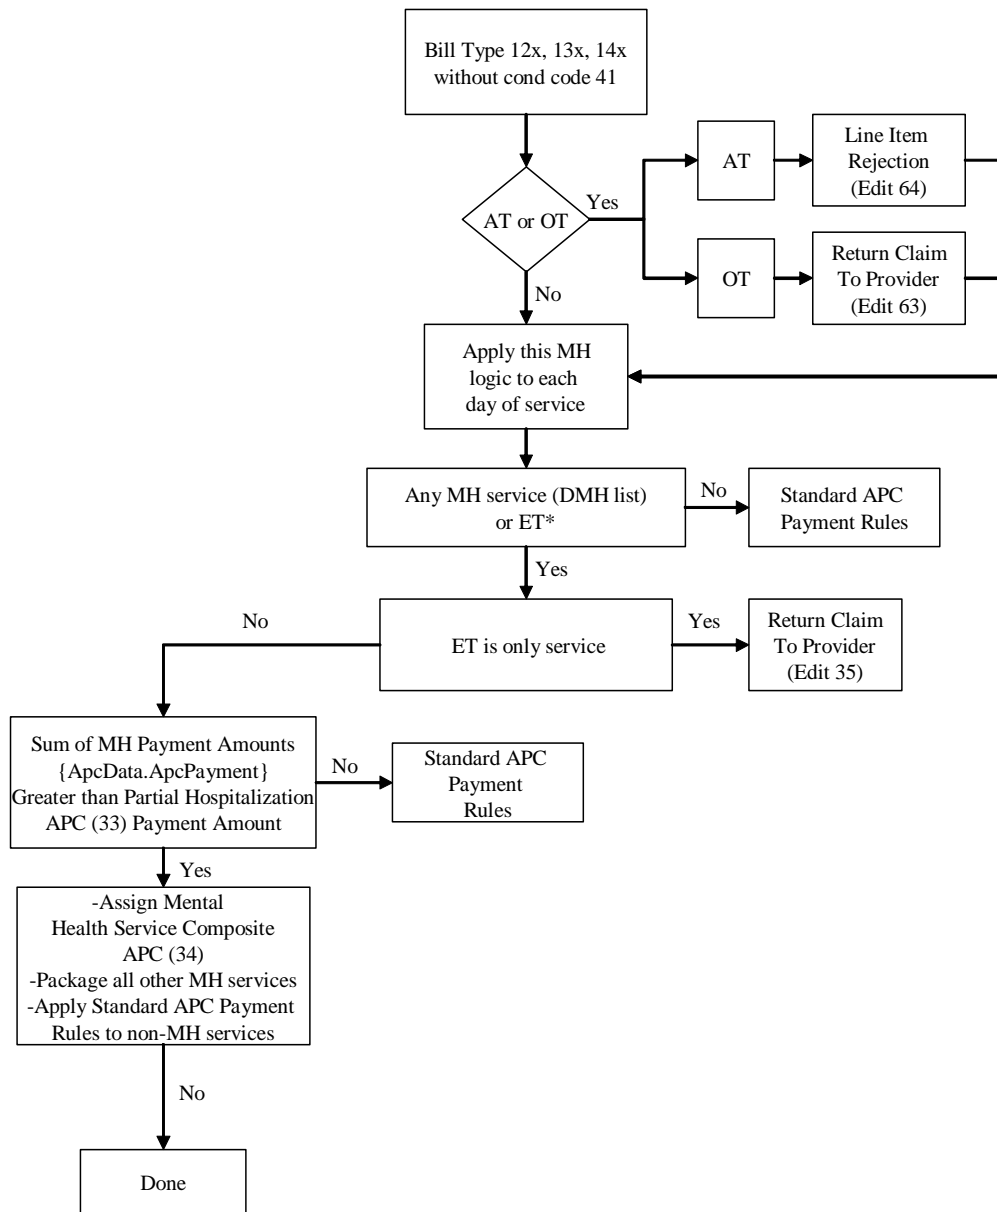 Bill Type 12x, 13x, 14x
without cond code 41
AT or OT
Yes
AT
Line Item
Rejection
(Edit 64)
OT
Return Claim
To Provider
(Edit 63)
No
Apply this MH
logic to each
day of service
Any MH service (DMH list)
or ET*
No
Standard APC
Payment Rules
Yes
ET is only service
Yes
Return Claim
To Provider
(Edit 35)
No
Sum of MH Payment Amounts
{ApcData.ApcPayment}
Greater than Partial Hospitalization
APC (33) Payment Amount
No
Standard APC
Payment
Rules
Yes
-Assign Mental
Health Service Composite
APC (34)
-Package all other MH services
-Apply Standard APC Payment
Rules to non-MH services
No
Done